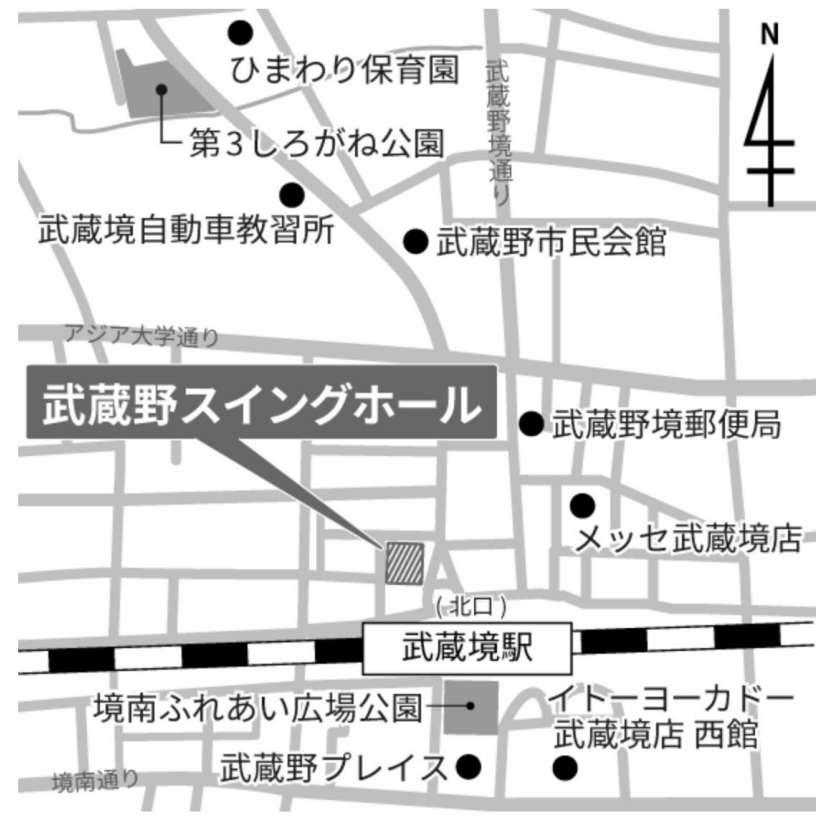 N
ひまわり保育園
武蔵野境通り
第3しろがね公園
武蔵境自動車教習所
武蔵野市民会館
アジア大学通り
武蔵野スイングホール
武蔵野境郵便局
メッセ武蔵境店
(北口)
武蔵境駅
境南ふれあい広場公園
イトーヨーカドー
武蔵境店 西館
武蔵野プレイス
境南通り